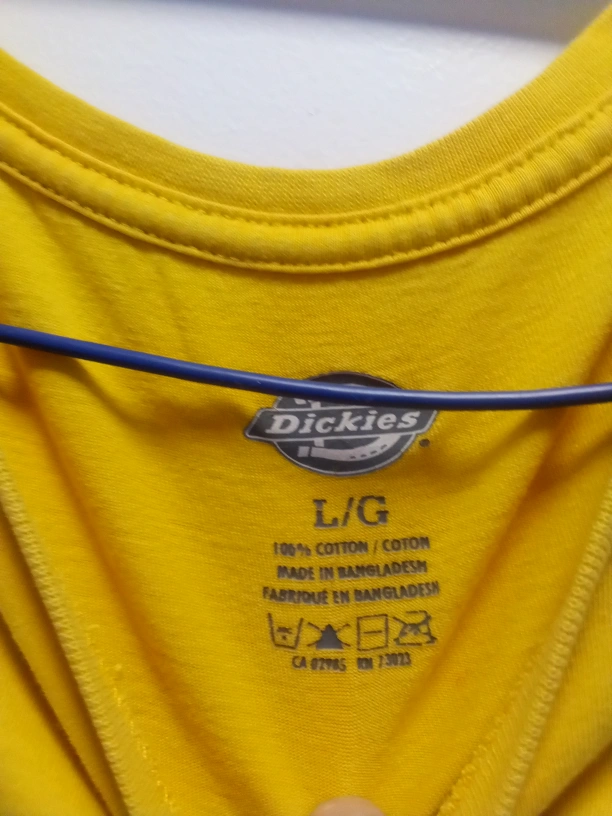 Dickies
L/G
100% COTTON / COTON
MADE IN BANGLADESH
FABRIQUÉ EN BANGLADESH
CA 02985 RN 73023